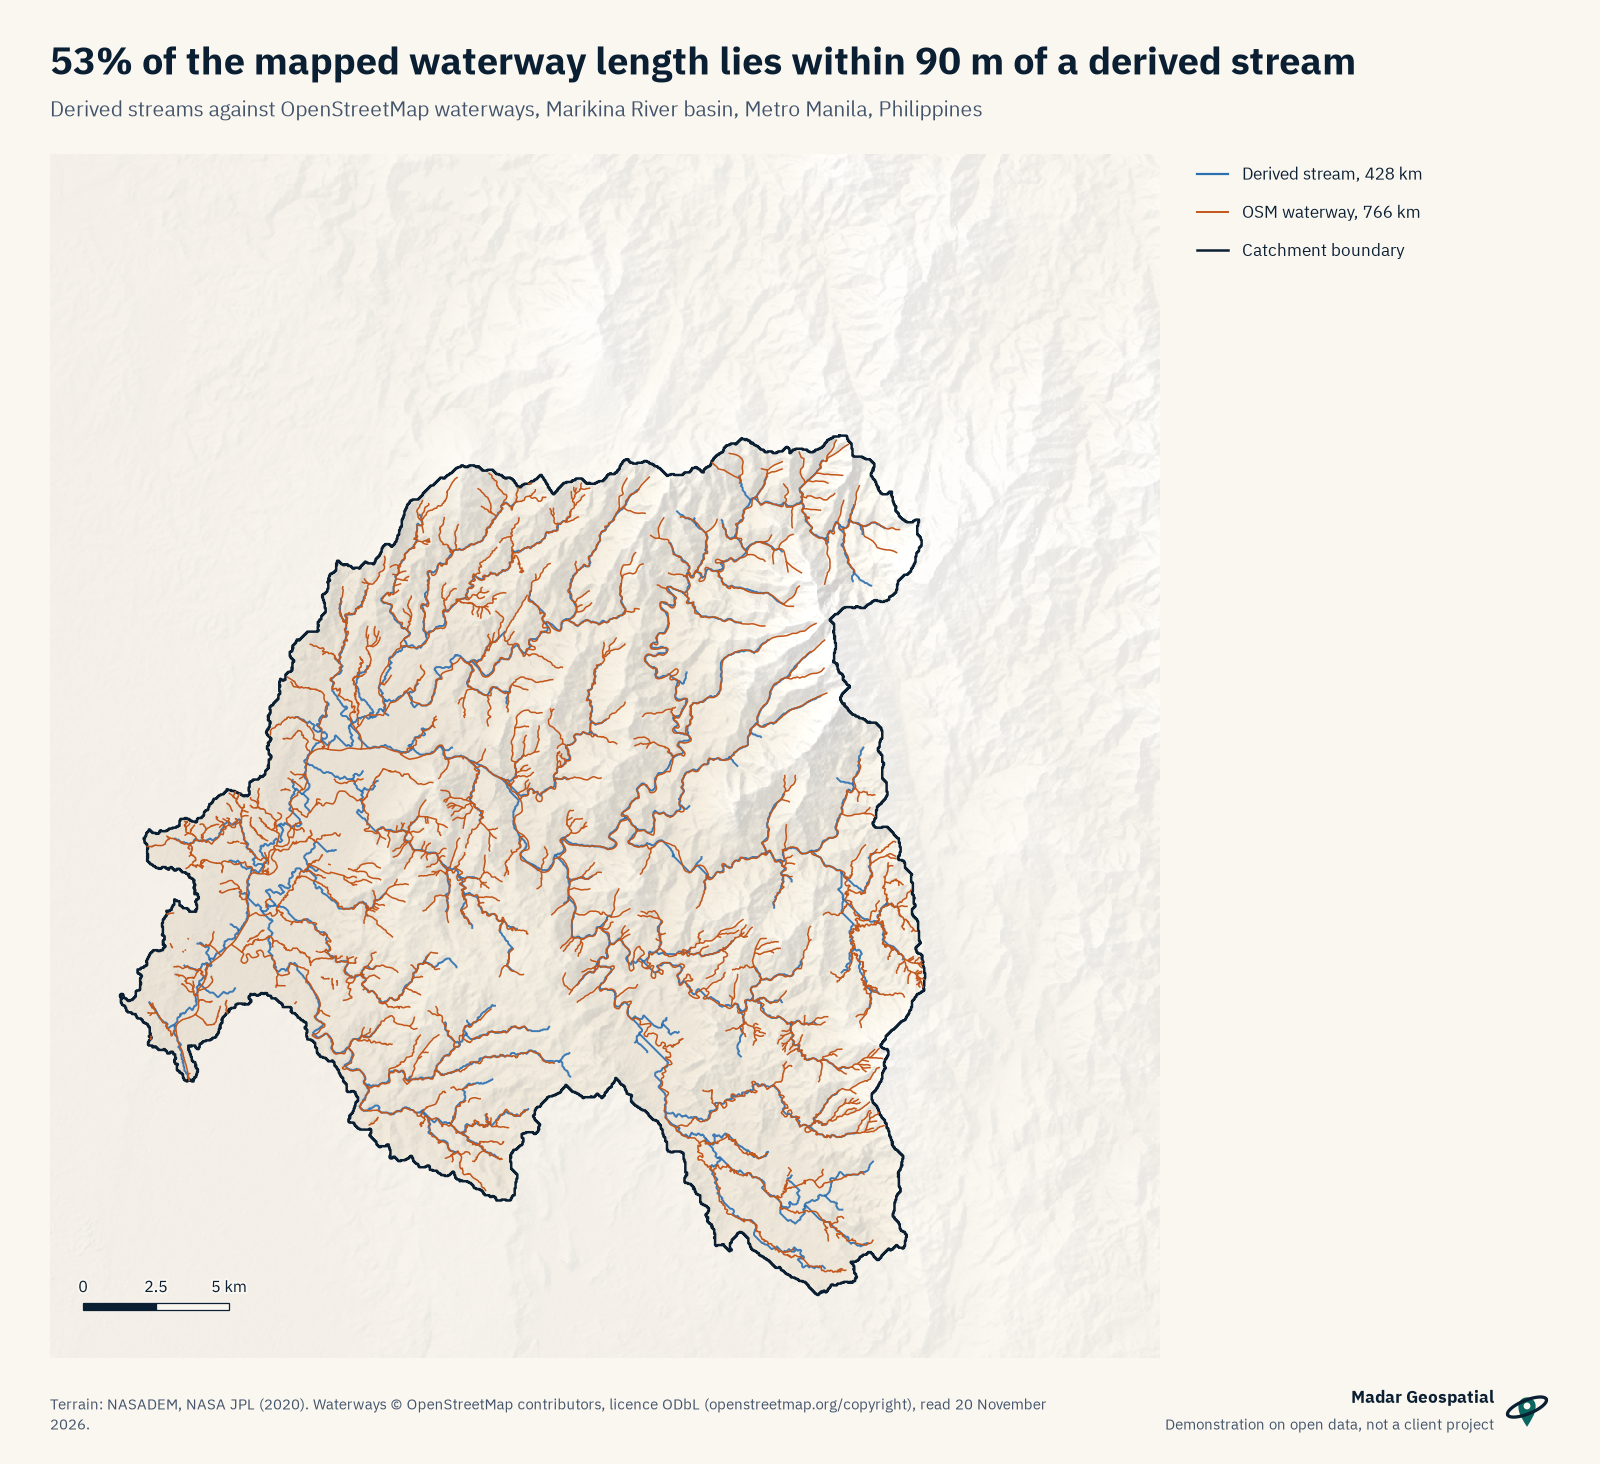 53% of the mapped waterway length lies within 90 m of a derived stream
Derived streams against OpenStreetMap waterways, Marikina River basin, Metro Manila, Philippines
Derived stream, 428 km
OSM waterway, 766 km
Catchment boundary
0 2.5 5 km
Terrain: NASADEM, NASA JPL (2020). Waterways © OpenStreetMap contributors, licence ODbL (openstreetmap.org/copyright), read 20 November
2026.
Madar Geospatial
Demonstration on open data, not a client project